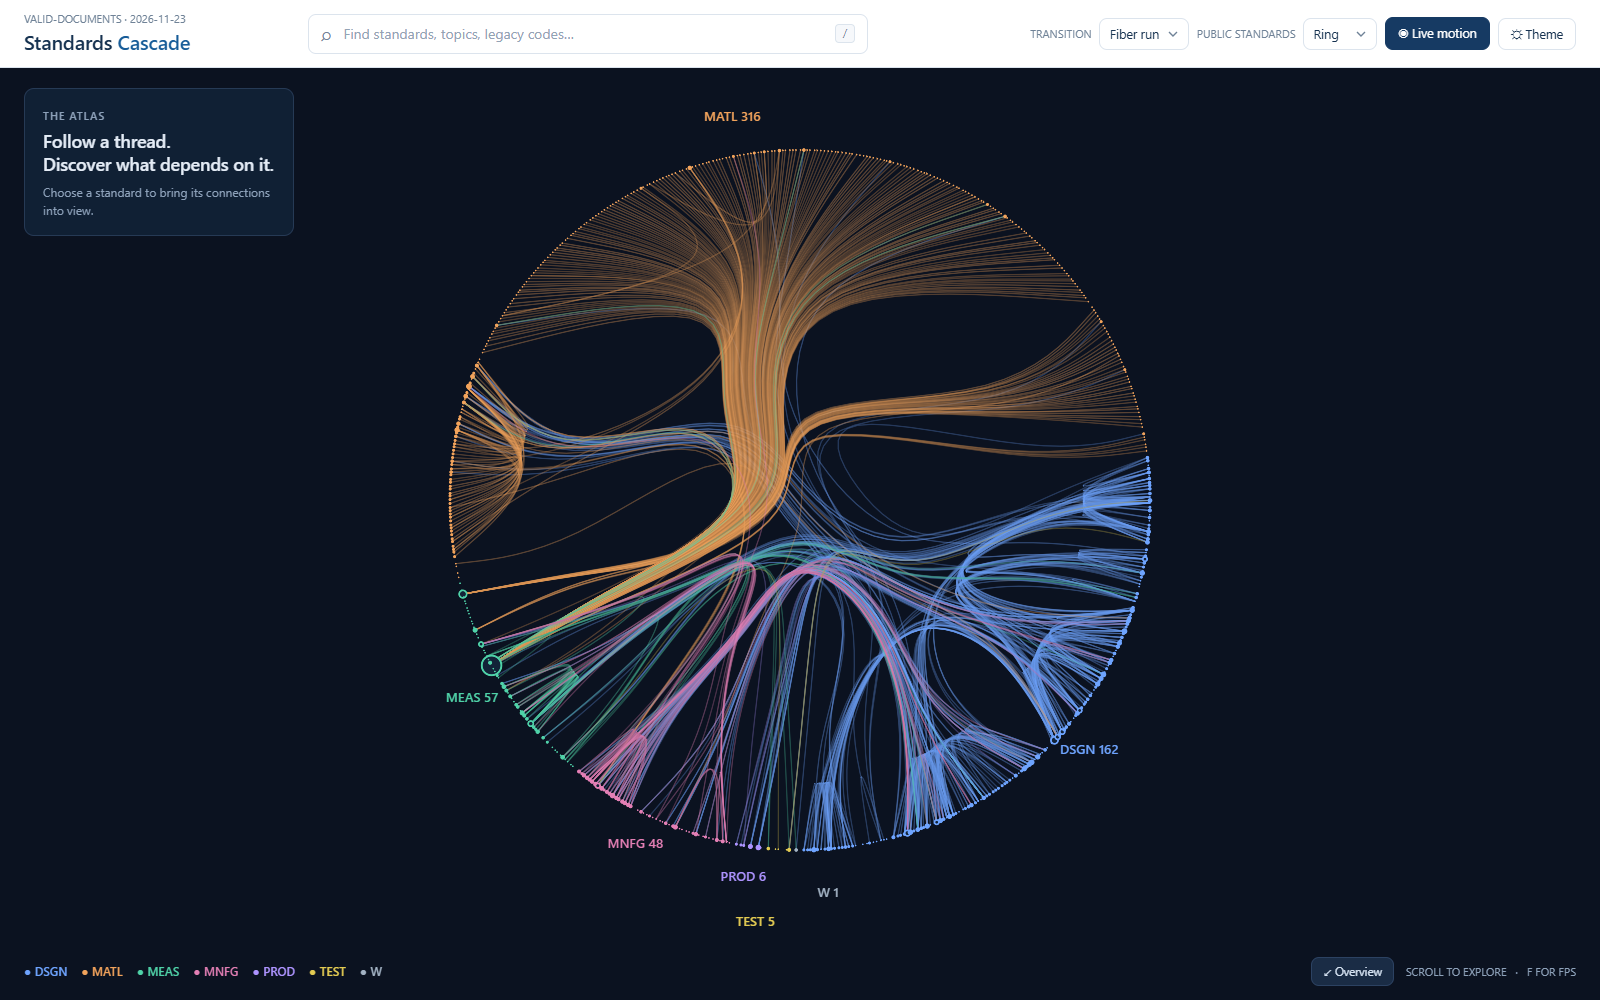 VALID-DOCUMENTS · 2026-11-23
Standards Cascade
Find standards, topics, legacy codes...
/
TRANSITION
Fiber run
PUBLIC STANDARDS
Ring
Live motion
Theme
THE ATLAS
Follow a thread.
Discover what depends on it.
Choose a standard to bring its connections
into view.
MATL 316
MEAS 57
DSGN 162
MNFG 48
PROD 6
W 1
TEST 5
DSGN
MATL
MEAS
MNFG
PROD
TEST
W
Overview
SCROLL TO EXPLORE · F FOR FPS